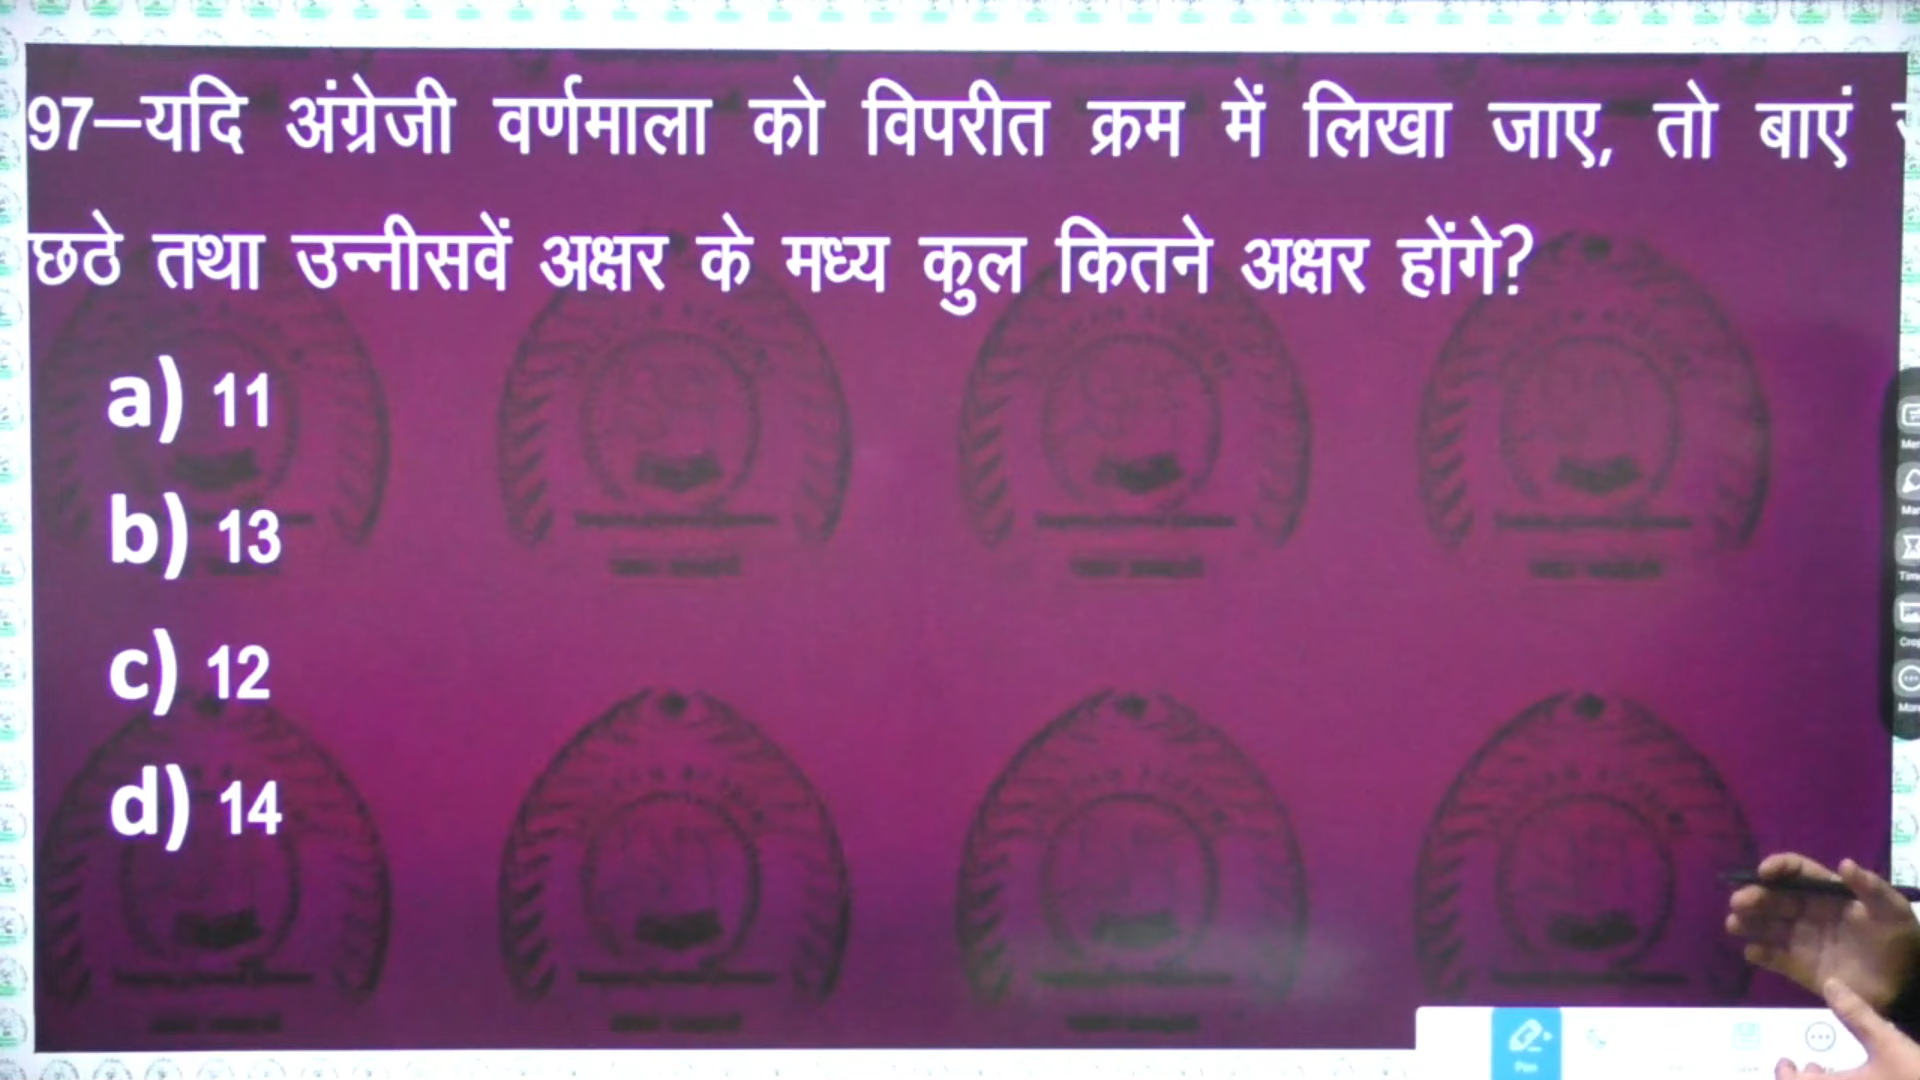 97–यदि अंग्रेजी वर्णमाला को विपरीत क्रम में लिखा जाए, तो बाएं
छठे तथा उन्नीसवें अक्षर के मध्य कुल कितने अक्षर होंगे?
a) 11
b) 13
c) 12
d) 14
Pen